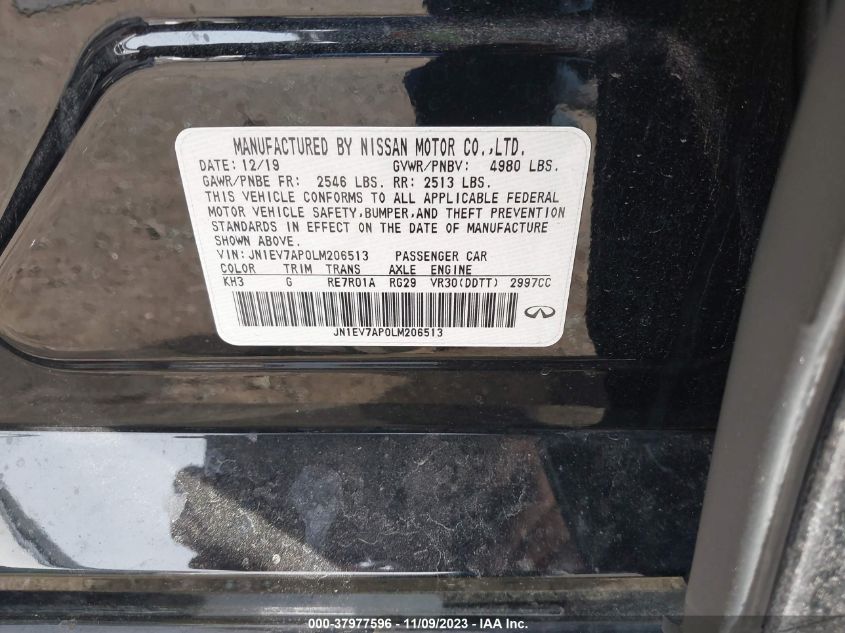 MANUFACTURED BY NISSAN MOTOR CO.,LTD.
DATE: 12/19 GVWR/PNBV: 4980 LBS.
GAWR/PNBE FR: 2546 LBS. RR: 2513 LBS.
THIS VEHICLE CONFORMS TO ALL APPLICABLE FEDERAL
MOTOR VEHICLE SAFETY,BUMPER,AND THEFT PREVENTION
STANDARDS IN EFFECT ON THE DATE OF MANUFACTURE
SHOWN ABOVE.
VIN: JN1EV7AP0LM206513 PASSENGER CAR
COLOR TRIM TRANS AXLE ENGINE
KH3 G RE7R01A RG29 VR30(DDTT) 2997CC
JN1EV7AP0LM206513
000-37977596 - 11/09/2023 - IAA Inc.